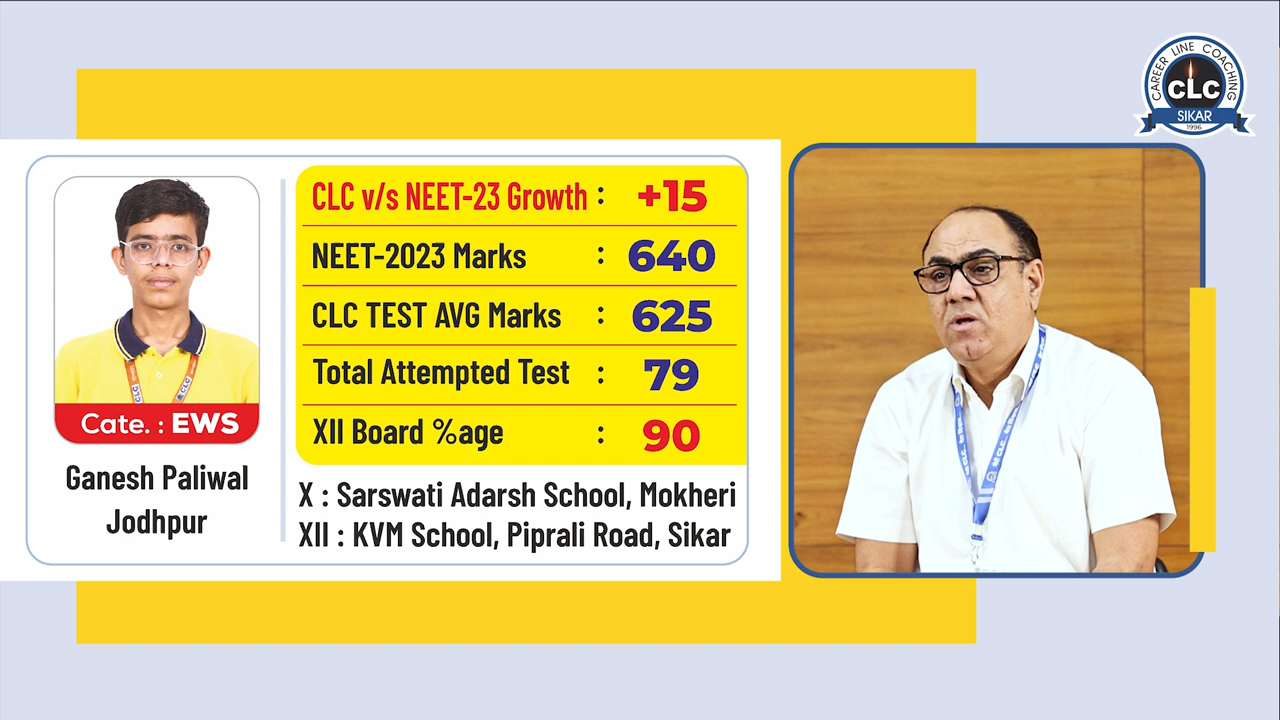 CAREER LINE COACHING
CLC
SIKAR
1996
CLC v/s NEET-23 Growth : +15
NEET-2023 Marks : 640
CLC TEST AVG Marks : 625
Total Attempted Test : 79
XII Board %age : 90
CLC
Cate. : EWS
Ganesh Paliwal
Jodhpur
X : Sarswati Adarsh School, Mokheri
XII : KVM School, Piprali Road, Sikar